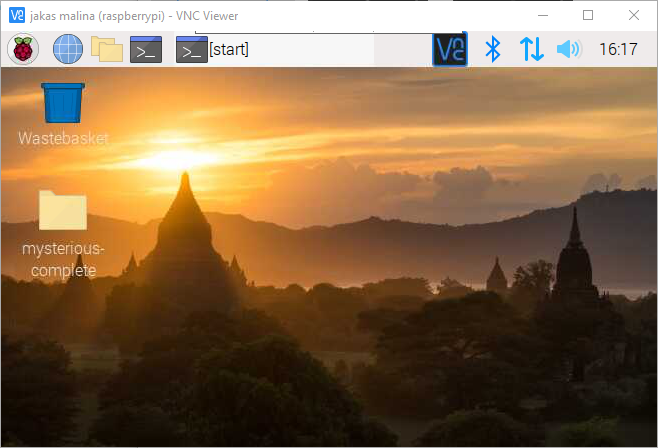 jakas malina (raspberrypi) - VNC Viewer
[start]
16:17
Wastebasket
mysterious-
complete